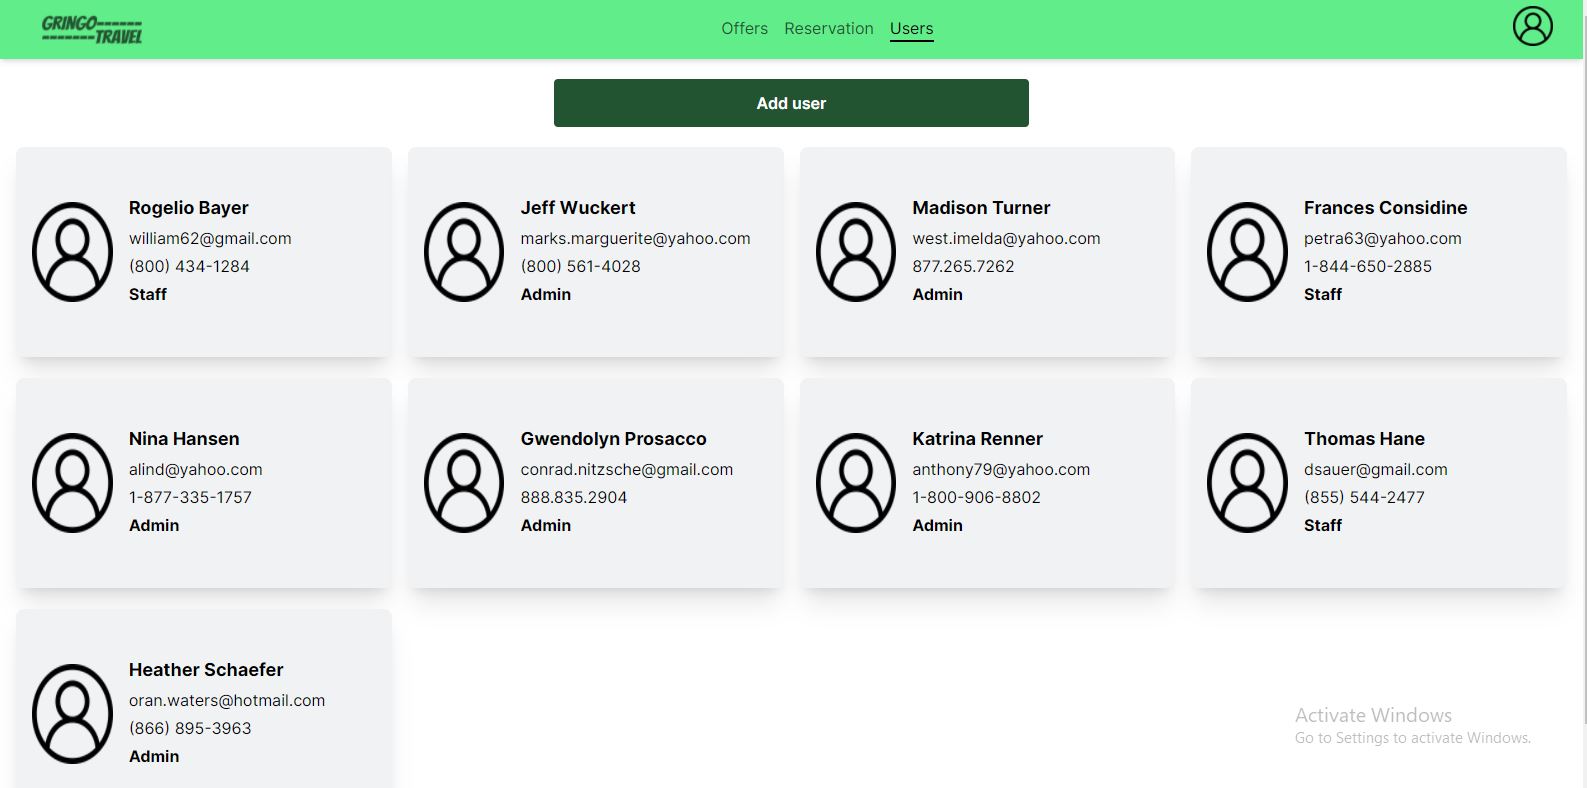 GRINGO------
-------TRAVEL
Offers Reservation Users
Add user
Rogelio Bayer
william62@gmail.com
(800) 434-1284
Staff
Jeff Wuckert
marks.marguerite@yahoo.com
(800) 561-4028
Admin
Madison Turner
west.imelda@yahoo.com
877.265.7262
Admin
Frances Considine
petra63@yahoo.com
1-844-650-2885
Staff
Nina Hansen
alind@yahoo.com
1-877-335-1757
Admin
Gwendolyn Prosacco
conrad.nitzsche@gmail.com
888.835.2904
Admin
Katrina Renner
anthony79@yahoo.com
1-800-906-8802
Admin
Thomas Hane
dsauer@gmail.com
(855) 544-2477
Staff
Heather Schaefer
oran.waters@hotmail.com
(866) 895-3963
Admin
Activate Windows
Go to Settings to activate Windows.